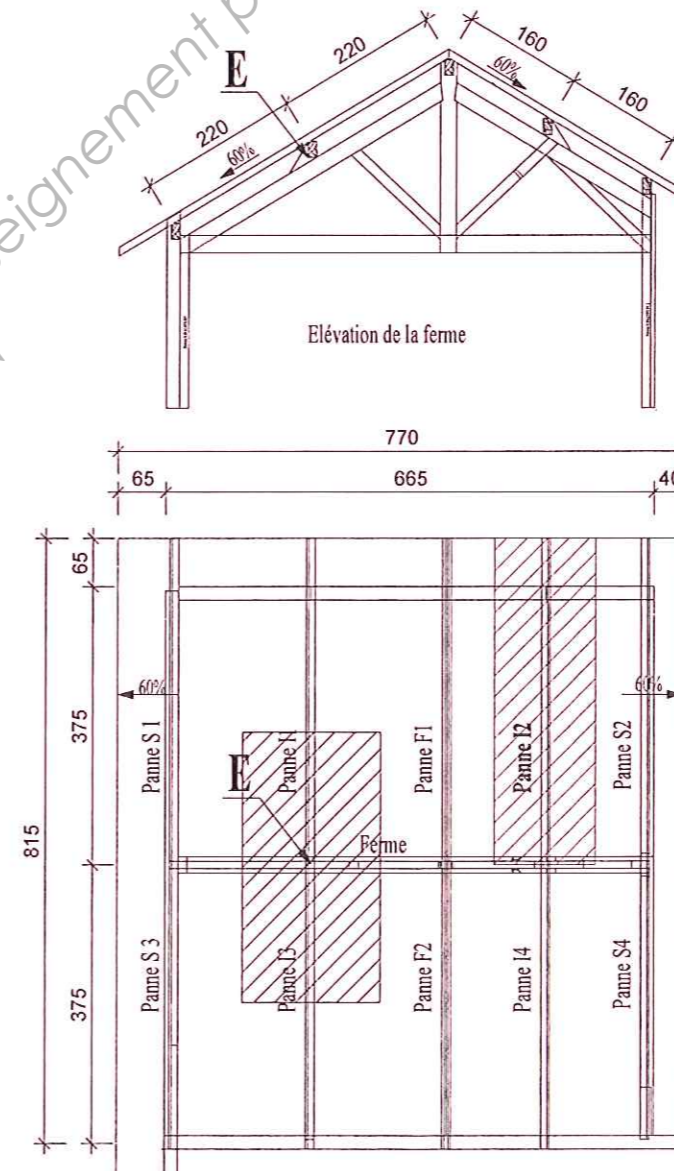 eignement p
220
160
E
60%
220
160
60%
Elévation de la ferme
770
65
665
40
65
375
60%
60%
Panne S 1
Panne F1
Panne I2
Panne S2
E
815
Ferme
375
Panne S 3
Panne I3
Panne F2
Panne I4
Panne S4